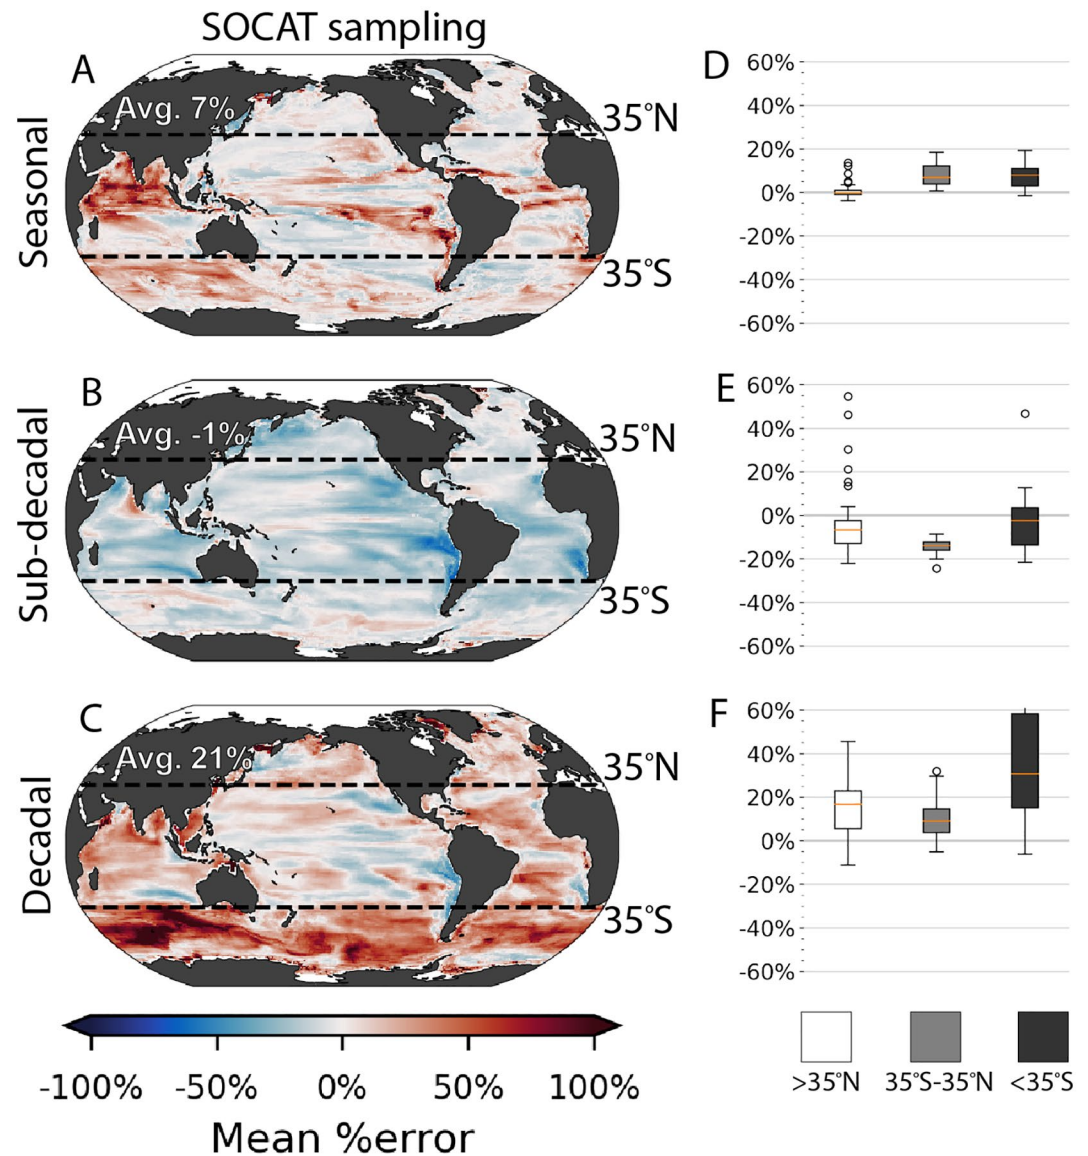 SOCAT sampling
A
Avg. 7%
35°N
35°S
Seasonal
D
60%
40%
20%
0%
-20%
-40%
-60%
B
Avg. -1%
35°N
35°S
Sub-decadal
E
60%
40%
20%
0%
-20%
-40%
-60%
C
Avg. 21%
35°N
35°S
Decadal
F
60%
40%
20%
0%
-20%
-40%
-60%
-100% -50% 0% 50% 100%
Mean %error
>35°N 35°S-35°N <35°S